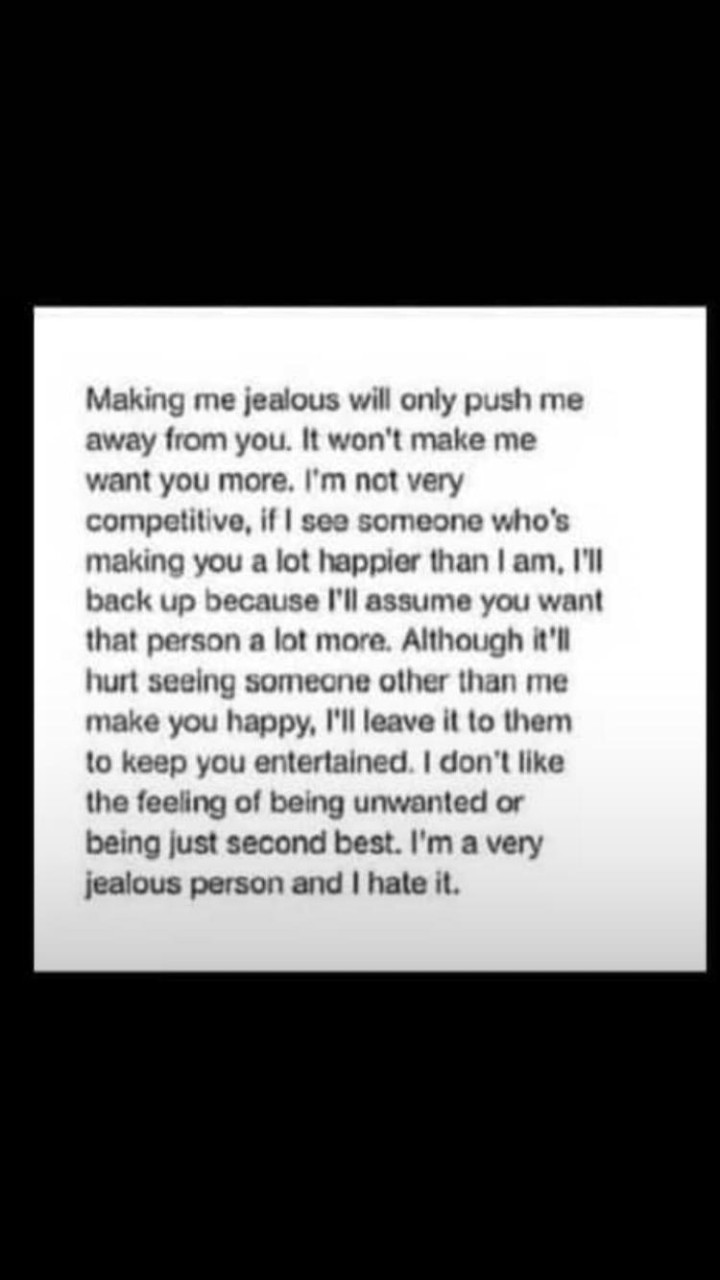 Making me jealous will only push me
away from you. It won't make me
want you more. I'm not very
competitive, if I see someone who's
making you a lot happier than I am, I'll
back up because I'll assume you want
that person a lot more. Although it'll
hurt seeing someone other than me
make you happy, I'll leave it to them
to keep you entertained. I don't like
the feeling of being unwanted or
being just second best. I'm a very
jealous person and I hate it.